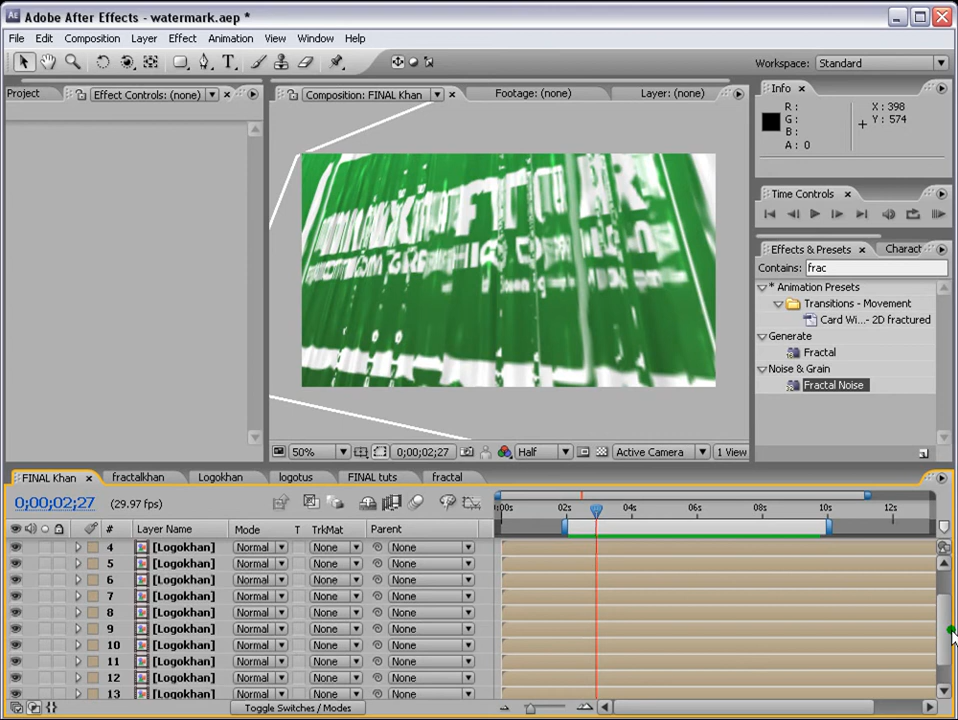 Adobe After Effects - watermark.aep *
File Edit Composition Layer Effect Animation View Window Help
Workspace: Standard
Project Effect Controls: (none) Composition: FINAL Khan Footage: (none) Layer: (none)
Info
R :
G :
B :
A : 0
X : 398
Y : 574
Time Controls
Effects & Presets Charact
Contains: frac
* Animation Presets
Transitions - Movement
Card Wi...- 2D fractured
Generate
Fractal
Noise & Grain
Fractal Noise
50% 0;00;02;27 Half Active Camera 1 View
FINAL Khan fractalkhan Logokhan logotus FINAL tuts fractal
0;00;02;27 (29.97 fps)
:00s 02s 04s 06s 08s 10s 12s
# Layer Name Mode T TrkMat Parent
4 [Logokhan] Normal None None
5 [Logokhan] Normal None None
6 [Logokhan] Normal None None
7 [Logokhan] Normal None None
8 [Logokhan] Normal None None
9 [Logokhan] Normal None None
10 [Logokhan] Normal None None
11 [Logokhan] Normal None None
12 [Logokhan] Normal None None
13 [Logokhan] Normal None None
Toggle Switches / Modes